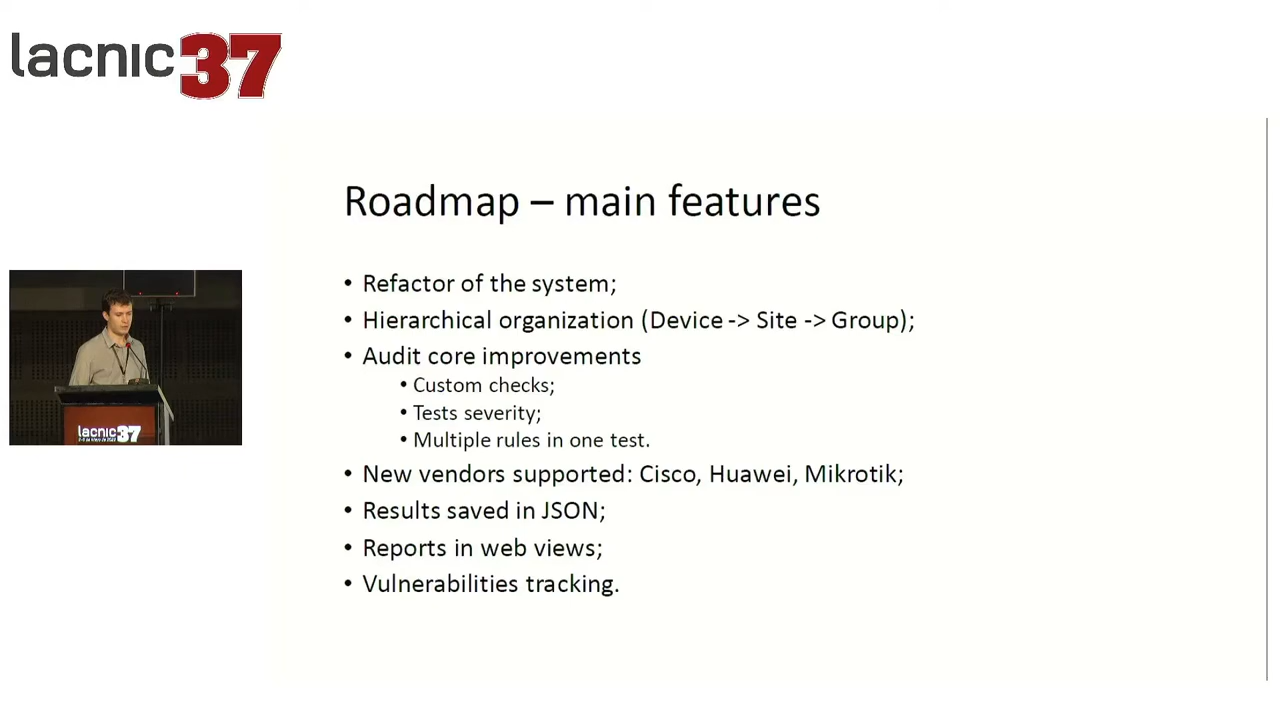 lacnic 37
Roadmap – main features
• Refactor of the system;
• Hierarchical organization (Device -> Site -> Group);
• Audit core improvements
• Custom checks;
• Tests severity;
• Multiple rules in one test.
• New vendors supported: Cisco, Huawei, Mikrotik;
• Results saved in JSON;
• Reports in web views;
• Vulnerabilities tracking.
lacnic37